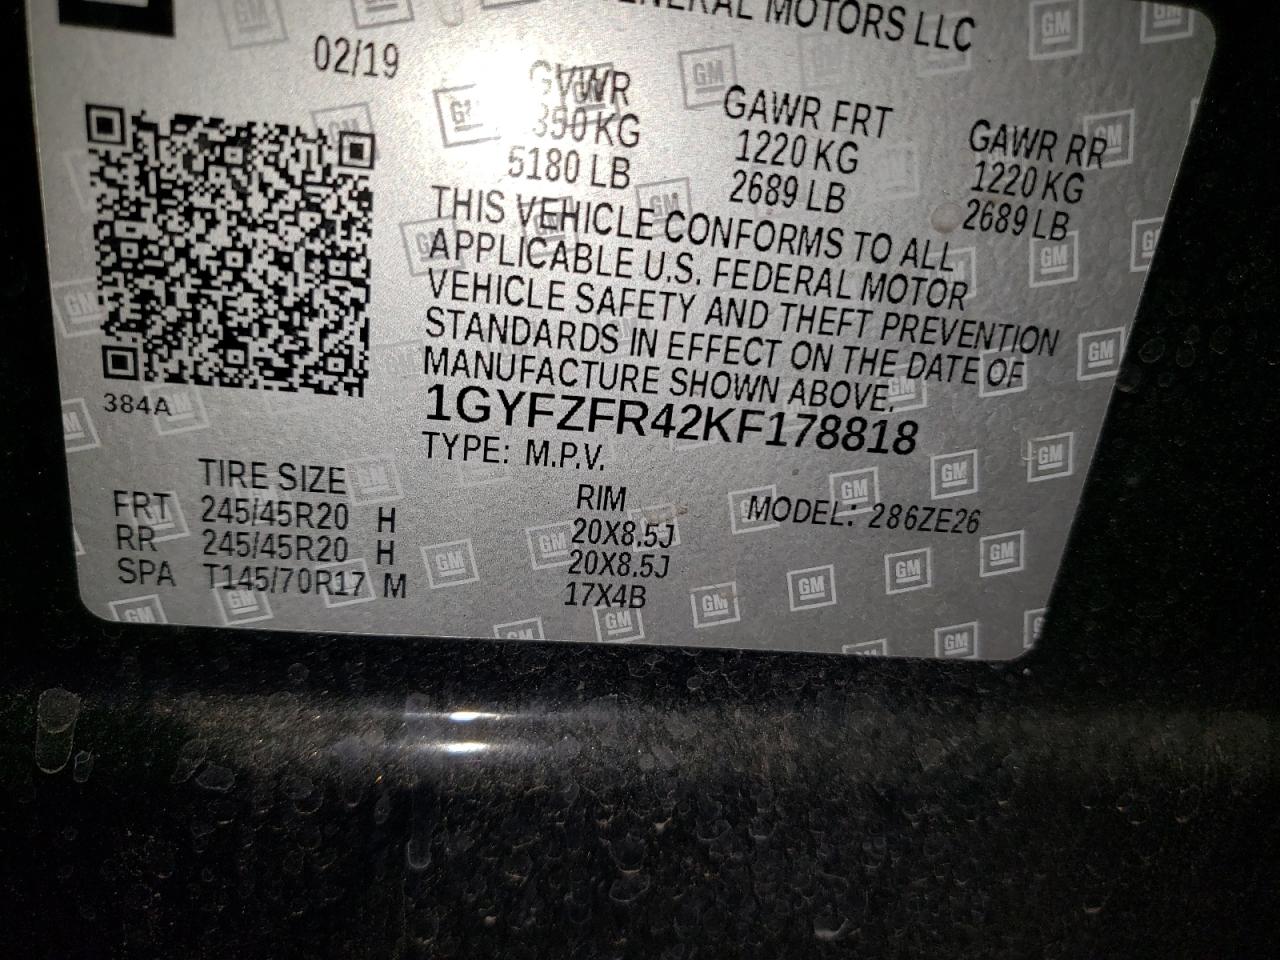 GENERAL MOTORS LLC
02/19
GVWR GAWR FRT GAWR RR
350 KG 1220 KG 1220 KG
5180 LB 2689 LB 2689 LB
THIS VEHICLE CONFORMS TO ALL
APPLICABLE U.S. FEDERAL MOTOR
VEHICLE SAFETY AND THEFT PREVENTION
STANDARDS IN EFFECT ON THE DATE OF
MANUFACTURE SHOWN ABOVE.
384A
1GYFZFR42KF178818
TYPE: M.P.V.
TIRE SIZE RIM MODEL: 286ZE26
FRT 245/45R20 H 20X8.5J
RR 245/45R20 H 20X8.5J
SPA T145/70R17 M 17X4B